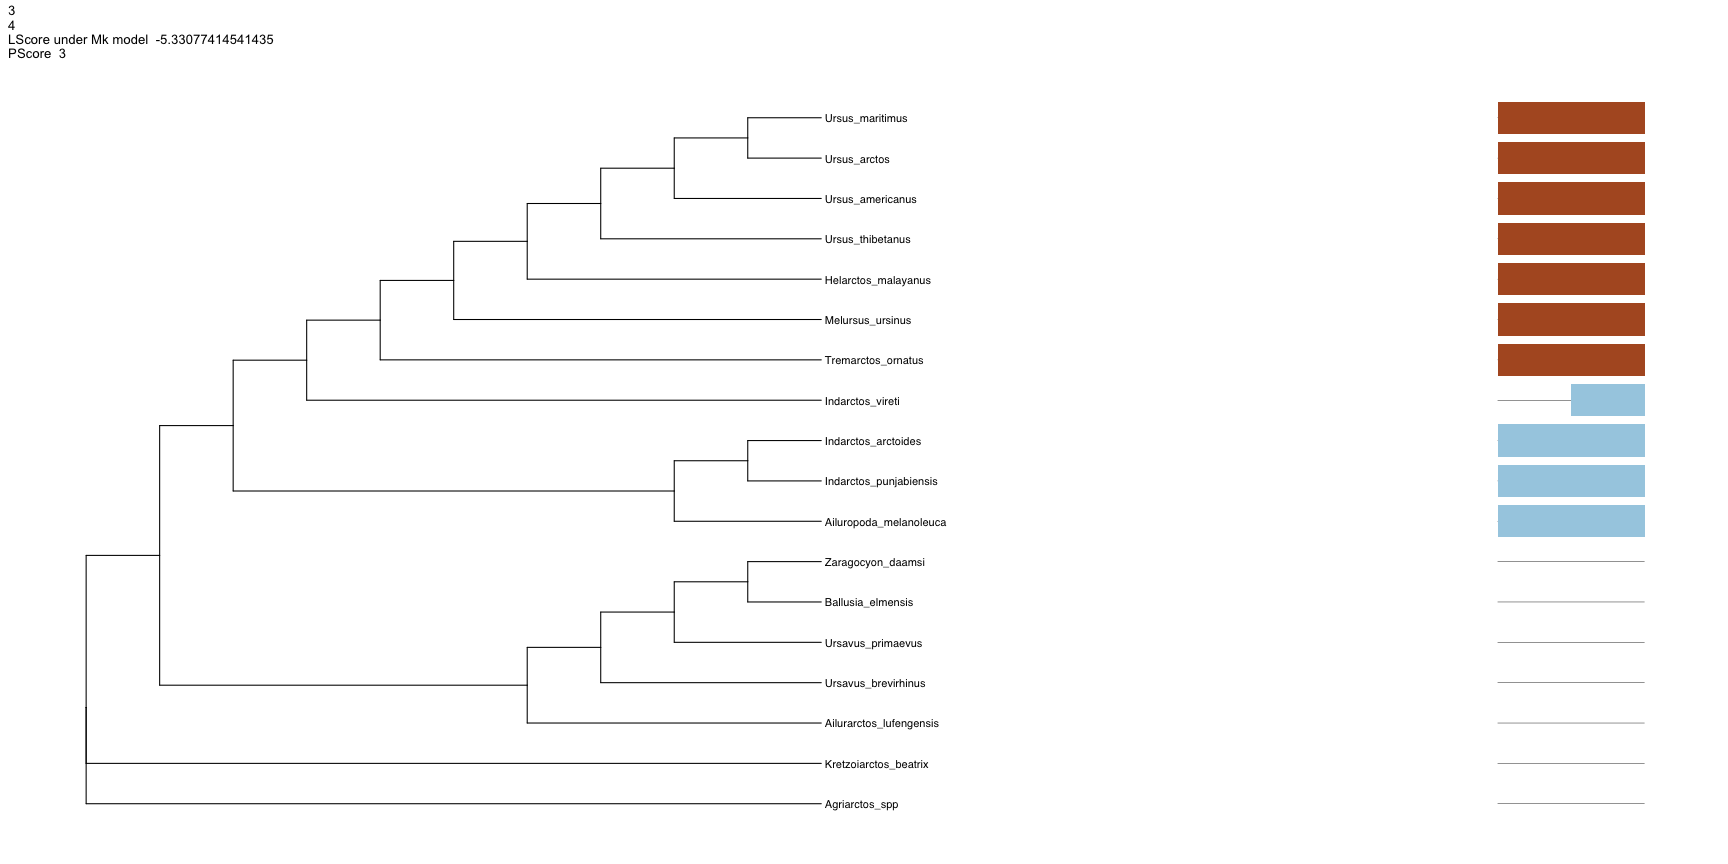 3
4
LScore under Mk model -5.33077414541435
PScore 3
Ursus_maritimus
Ursus_arctos
Ursus_americanus
Ursus_thibetanus
Helarctos_malayanus
Melursus_ursinus
Tremarctos_ornatus
Indarctos_vireti
Indarctos_arctoides
Indarctos_punjabiensis
Ailuropoda_melanoleuca
Zaragocyon_daamsi
Ballusia_elmensis
Ursavus_primaevus
Ursavus_brevirhinus
Ailurarctos_lufengensis
Kretzoiarctos_beatrix
Agriarctos_spp